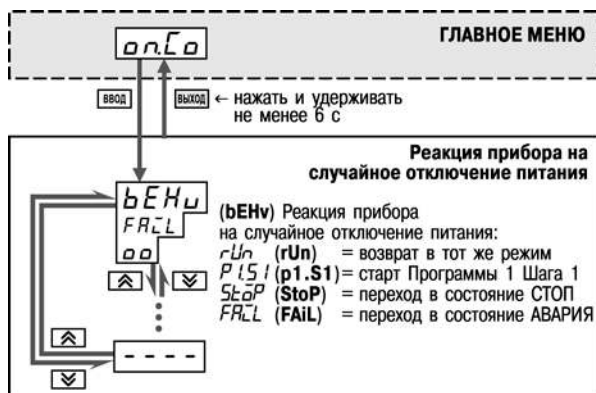 ГЛАВНОЕ МЕНЮ
on.Co
ВВОД
ВЫХОД
← нажать и удерживать
не менее 6 с
Реакция прибора на
случайное отключение питания
bEHv
FAiL
oo
(bEHv) Реакция прибора
на случайное отключение питания:
rUn (rUn) = возврат в тот же режим
P1.S1 (p1.S1) = старт Программы 1 Шага 1
StoP (StoP) = переход в состояние СТОП
FAiL (FAiL) = переход в состояние АВАРИЯ
- - - -